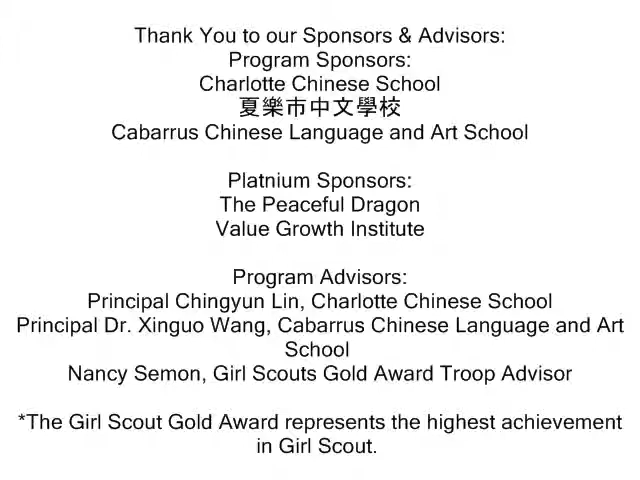 Thank You to our Sponsors & Advisors:
Program Sponsors:
Charlotte Chinese School
夏樂市中文學校
Cabarrus Chinese Language and Art School
Platnium Sponsors:
The Peaceful Dragon
Value Growth Institute
Program Advisors:
Principal Chingyun Lin, Charlotte Chinese School
Principal Dr. Xinguo Wang, Cabarrus Chinese Language and Art
School
Nancy Semon, Girl Scouts Gold Award Troop Advisor
*The Girl Scout Gold Award represents the highest achievement
in Girl Scout.